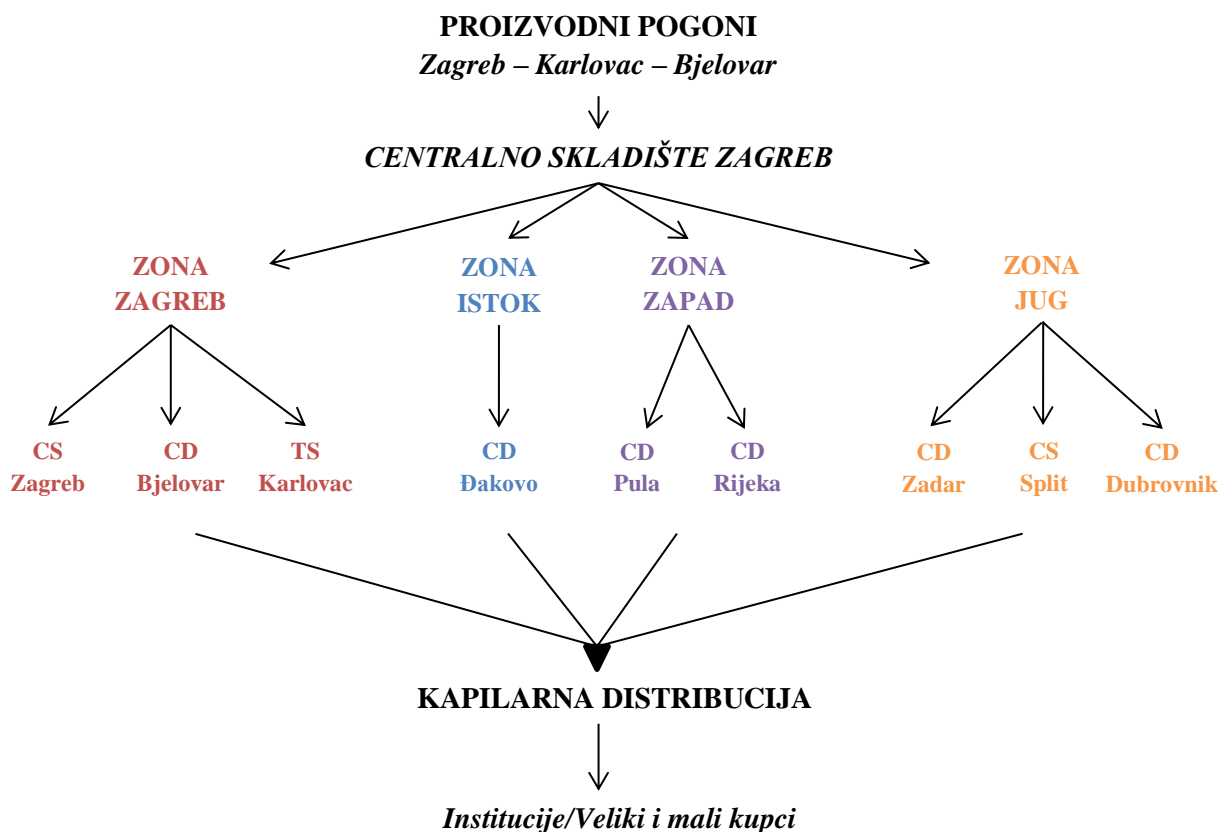 PROIZVODNI POGONI
Zagreb – Karlovac – Bjelovar
CENTRALNO SKLADIŠTE ZAGREB
ZONA
ZAGREB
ZONA
ISTOK
ZONA
ZAPAD
ZONA
JUG
CS
Zagreb
CD
Bjelovar
TS
Karlovac
CD
Đakovo
CD
Pula
CD
Rijeka
CD
Zadar
CS
Split
CD
Dubrovnik
KAPILARNA DISTRIBUCIJA
Institucije/Veliki i mali kupci